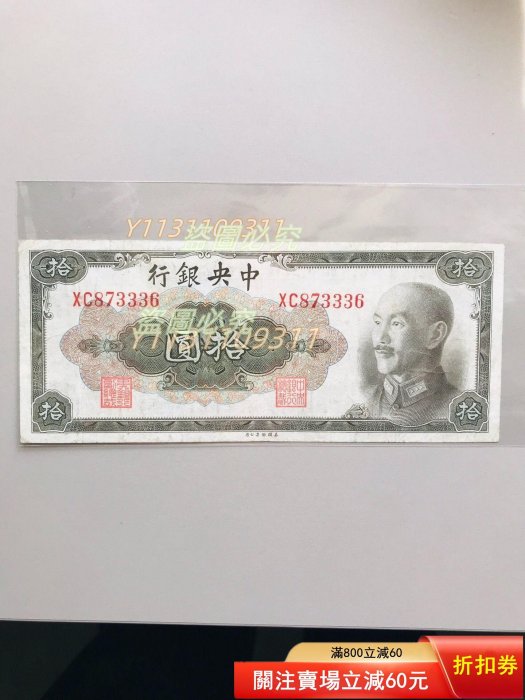 Y1131109311
盜圖必究
拾
拾
行銀央中
XC873336
XC873336
盜圖必究
Y1131109311
圓拾
拾
拾
滿800立減60
關注賣場立減60元
折扣券